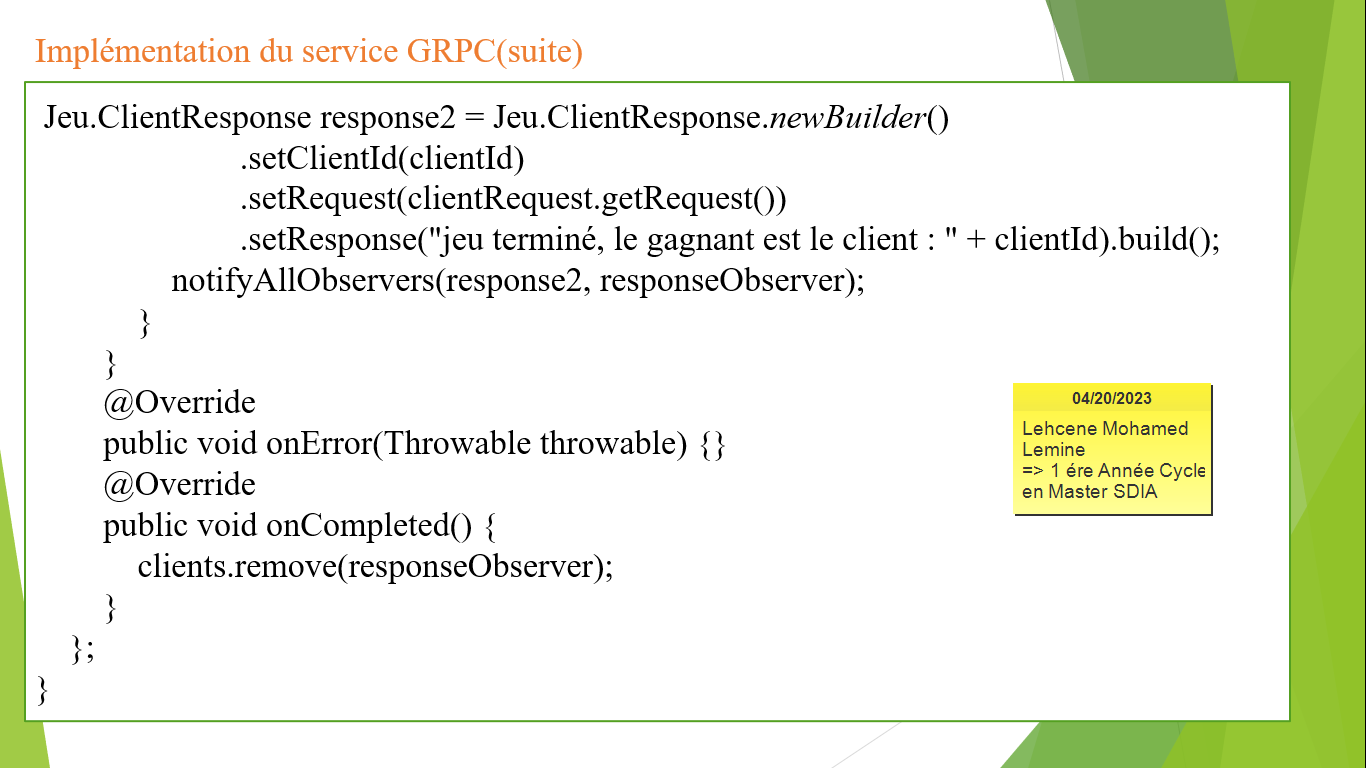 Implémentation du service GRPC(suite)
Jeu.ClientResponse response2 = Jeu.ClientResponse.newBuilder()
.setClientId(clientId)
.setRequest(clientRequest.getRequest())
.setResponse("jeu terminé, le gagnant est le client : " + clientId).build();
notifyAllObservers(response2, responseObserver);
}
}
@Override
public void onError(Throwable throwable) {}
@Override
public void onCompleted() {
clients.remove(responseObserver);
}
};
}
04/20/2023
Lehcene Mohamed
Lemine
=> 1 ére Année Cycle
en Master SDIA